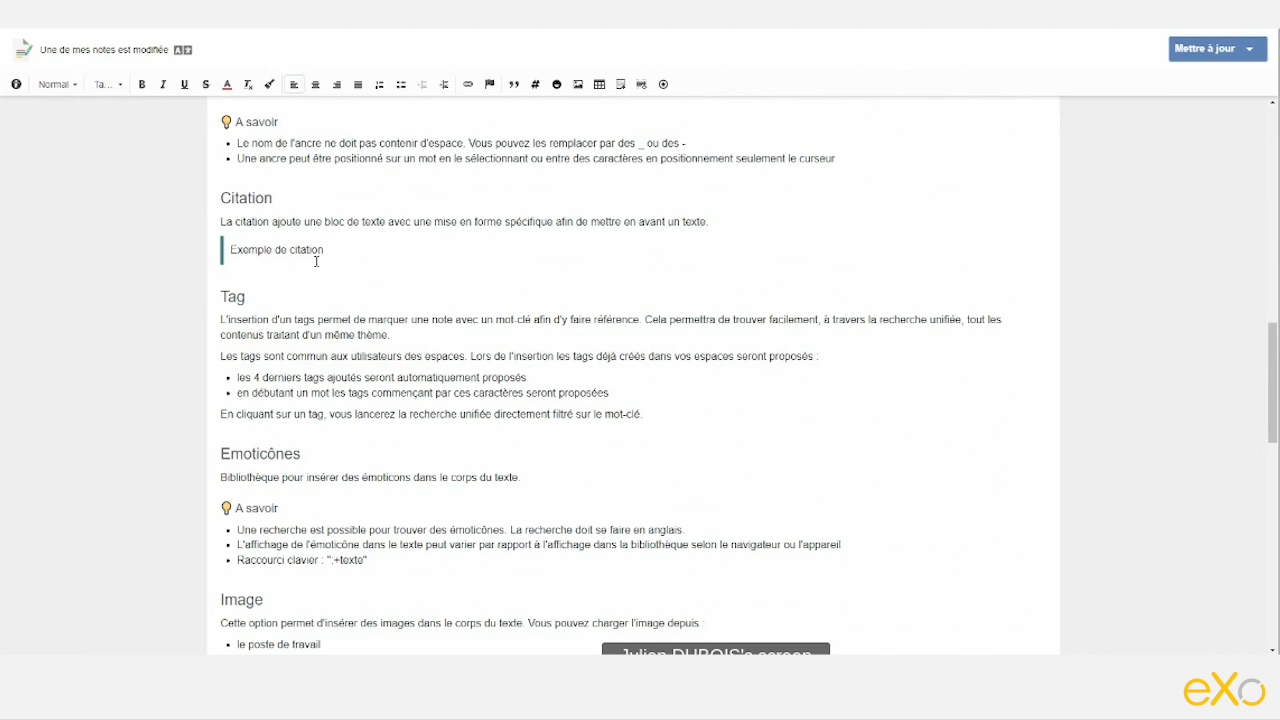 Une de mes notes est modifiée
Mettre à jour
Normal
Ta...
A savoir
Le nom de l'ancre ne doit pas contenir d'espace. Vous pouvez les remplacer par des _ ou des -
Une ancre peut être positionné sur un mot en le sélectionnant ou entre des caractères en positionnement seulement le curseur
Citation
La citation ajoute une bloc de texte avec une mise en forme spécifique afin de mettre en avant un texte.
Exemple de citation
Tag
L'insertion d'un tags permet de marquer une note avec un mot-clé afin d'y faire référence. Cela permettra de trouver facilement, à travers la recherche unifiée, tout les
contenus traitant d'un même thème.
Les tags sont commun aux utilisateurs des espaces. Lors de l'insertion les tags déjà créés dans vos espaces seront proposés :
les 4 derniers tags ajoutés seront automatiquement proposés
en débutant un mot les tags commençant par ces caractères seront proposées
En cliquant sur un tag, vous lancerez la recherche unifiée directement filtré sur le mot-clé.
Emoticônes
Bibliothèque pour insérer des émoticons dans le corps du texte.
A savoir
Une recherche est possible pour trouver des émoticônes. La recherche doit se faire en anglais.
L'affichage de l'émoticône dans le texte peut varier par rapport à l'affichage dans la bibliothèque selon le navigateur ou l'appareil
Raccourci clavier : ":+texte"
Image
Cette option permet d'insérer des images dans le corps du texte. Vous pouvez charger l'image depuis :
le poste de travail
Julien DUBOIS's screen
eXo